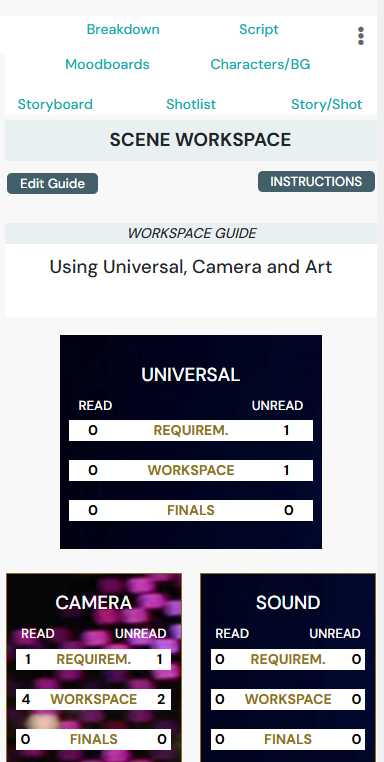 Breakdown Script
Moodboards Characters/BG
Storyboard Shotlist Story/Shot
SCENE WORKSPACE
Edit Guide INSTRUCTIONS
WORKSPACE GUIDE
Using Universal, Camera and Art
UNIVERSAL
READ UNREAD
0 REQUIREM. 1
0 WORKSPACE 1
0 FINALS 0
CAMERA
READ UNREAD
1 REQUIREM. 1
4 WORKSPACE 2
0 FINALS 0
SOUND
READ UNREAD
0 REQUIREM. 0
0 WORKSPACE 0
0 FINALS 0